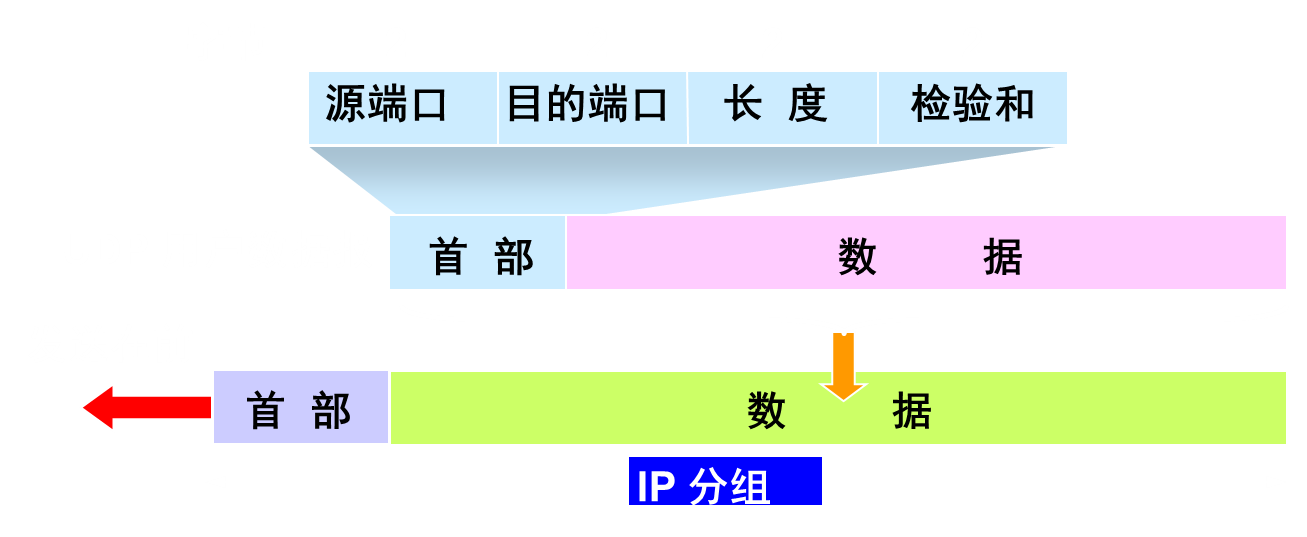 源端口 目的端口 长 度 检验和
首 部 数 据
首 部 数 据
IP 分组